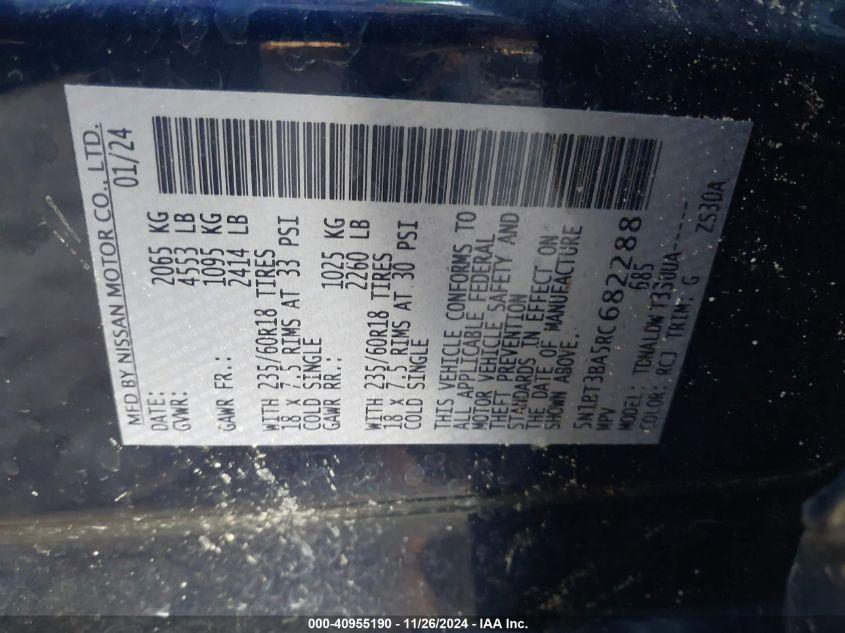 MFD BY NISSAN MOTOR CO., LTD.
DATE: 01/24
GVWR: 2065 KG
4553 LB
GAWR FR.: 1095 KG
2414 LB
WITH 235/60R18 TIRES
18 X 7.5 RIMS AT 33 PSI
COLD SINGLE
GAWR RR.: 1025 KG
2260 LB
WITH 235/60R18 TIRES
18 X 7.5 RIMS AT 30 PSI
COLD SINGLE
THIS VEHICLE CONFORMS TO
ALL APPLICABLE FEDERAL
MOTOR VEHICLE SAFETY AND
THEFT PREVENTION
STANDARDS IN EFFECT ON
THE DATE OF MANUFACTURE
SHOWN ABOVE.
5N1BT3BA5RC682288
MPV 685
MODEL: TDNALDW T33UUA------
COLOR: RCJ TRIM: G ZS30A
000-40955190 - 11/26/2024 - IAA Inc.